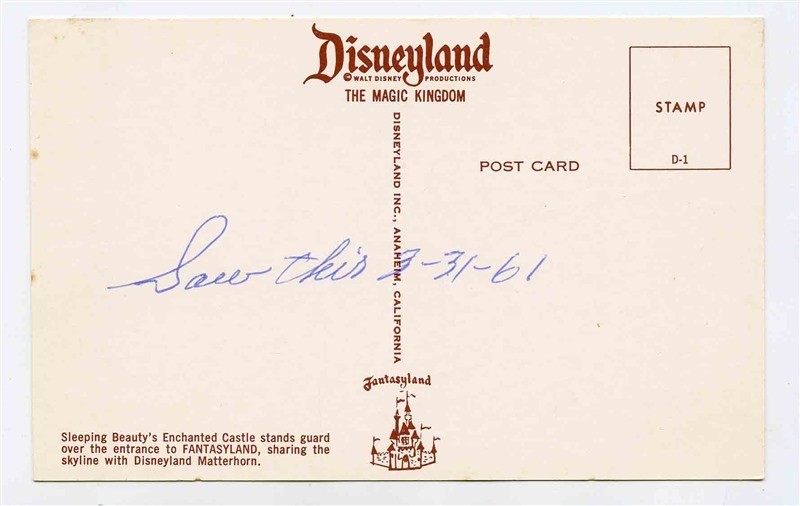 Disneyland
© WALT DISNEY PRODUCTIONS
THE MAGIC KINGDOM
STAMP
D-1
POST CARD
DISNEYLAND INC., ANAHEIM, CALIFORNIA
Saw this 3-31-61
Fantasyland
Sleeping Beauty's Enchanted Castle stands guard
over the entrance to FANTASYLAND, sharing the
skyline with Disneyland Matterhorn.